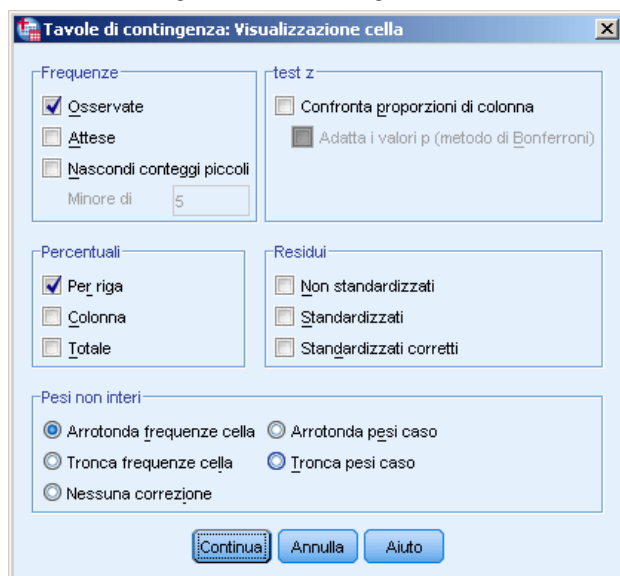 Tavole di contingenza: Visualizzazione cella
Frequenze
Osservate
Attese
Nascondi conteggi piccoli
Minore di 5
test z
Confronta proporzioni di colonna
Adatta i valori p (metodo di Bonferroni)
Percentuali
Per riga
Colonna
Totale
Residui
Non standardizzati
Standardizzati
Standardizzati corretti
Pesi non interi
Arrotonda frequenze cella Arrotonda pesi caso
Tronca frequenze cella Tronca pesi caso
Nessuna correzione
Continua Annulla Aiuto